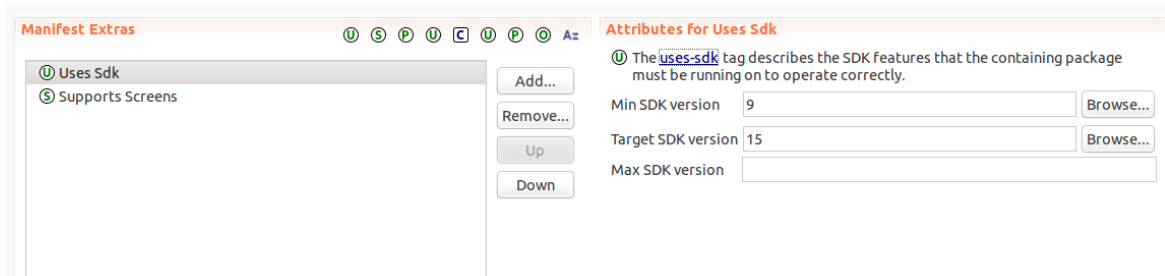 Manifest Extras
U S P U C U P O Az
U Uses Sdk
S Supports Screens
Add...
Remove...
Up
Down
Attributes for Uses Sdk
U The uses-sdk tag describes the SDK features that the containing package
must be running on to operate correctly.
Min SDK version 9 Browse...
Target SDK version 15 Browse...
Max SDK version